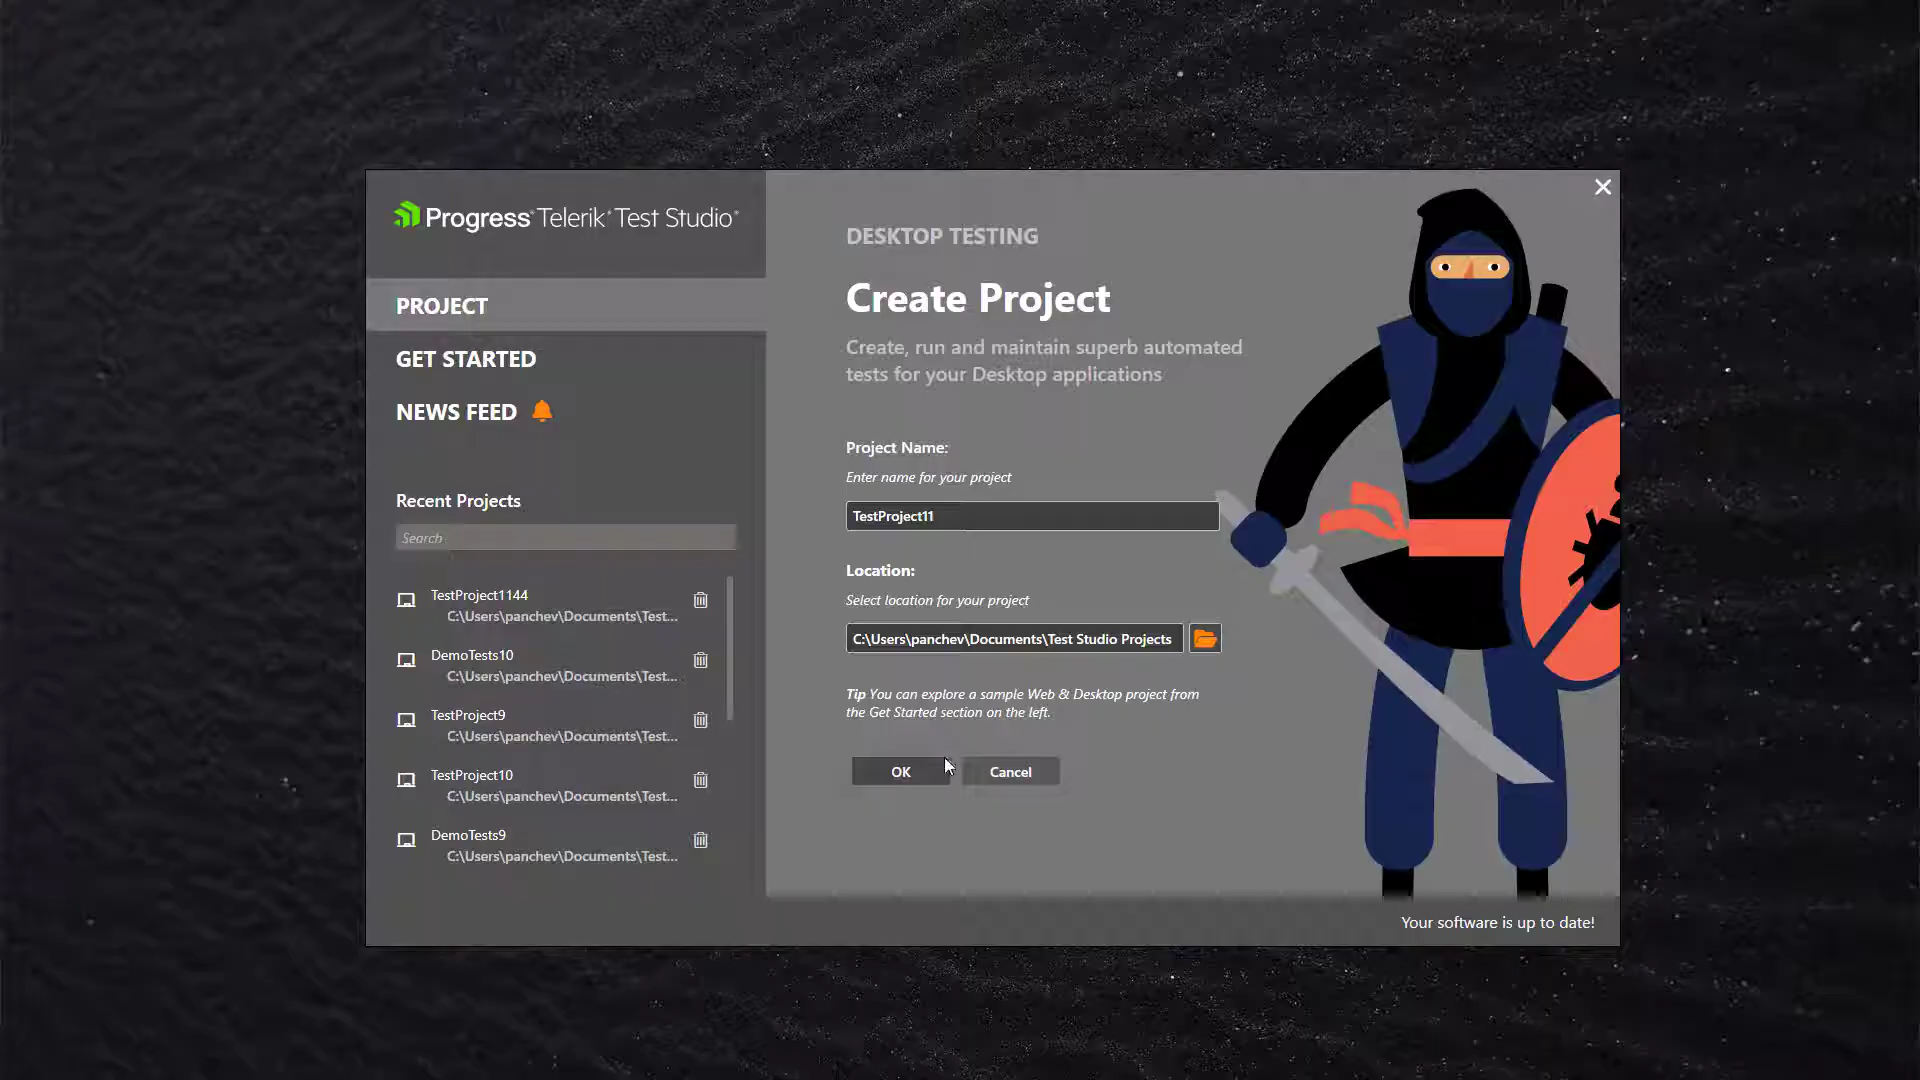 Progress® Telerik® Test Studio®
PROJECT
GET STARTED
NEWS FEED
Recent Projects
Search
TestProject1144
C:\Users\panchev\Documents\Test...
DemoTests10
C:\Users\panchev\Documents\Test...
TestProject9
C:\Users\panchev\Documents\Test...
TestProject10
C:\Users\panchev\Documents\Test...
DemoTests9
C:\Users\panchev\Documents\Test...
DESKTOP TESTING
Create Project
Create, run and maintain superb automated
tests for your Desktop applications
Project Name:
Enter name for your project
TestProject11
Location:
Select location for your project
C:\Users\panchev\Documents\Test Studio Projects
Tip You can explore a sample Web & Desktop project from
the Get Started section on the left.
OK
Cancel
Your software is up to date!